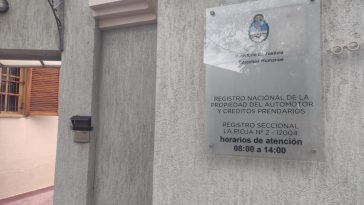 REGISTRO NACIONAL DE LA
PROPIEDAD DEL AUTOMOTOR
Y CREDITOS PRENDARIOS
REGISTRO SECCIONAL
LA RIOJA Nº 2 - 12004
horarios de atención
08:00 a 14:00